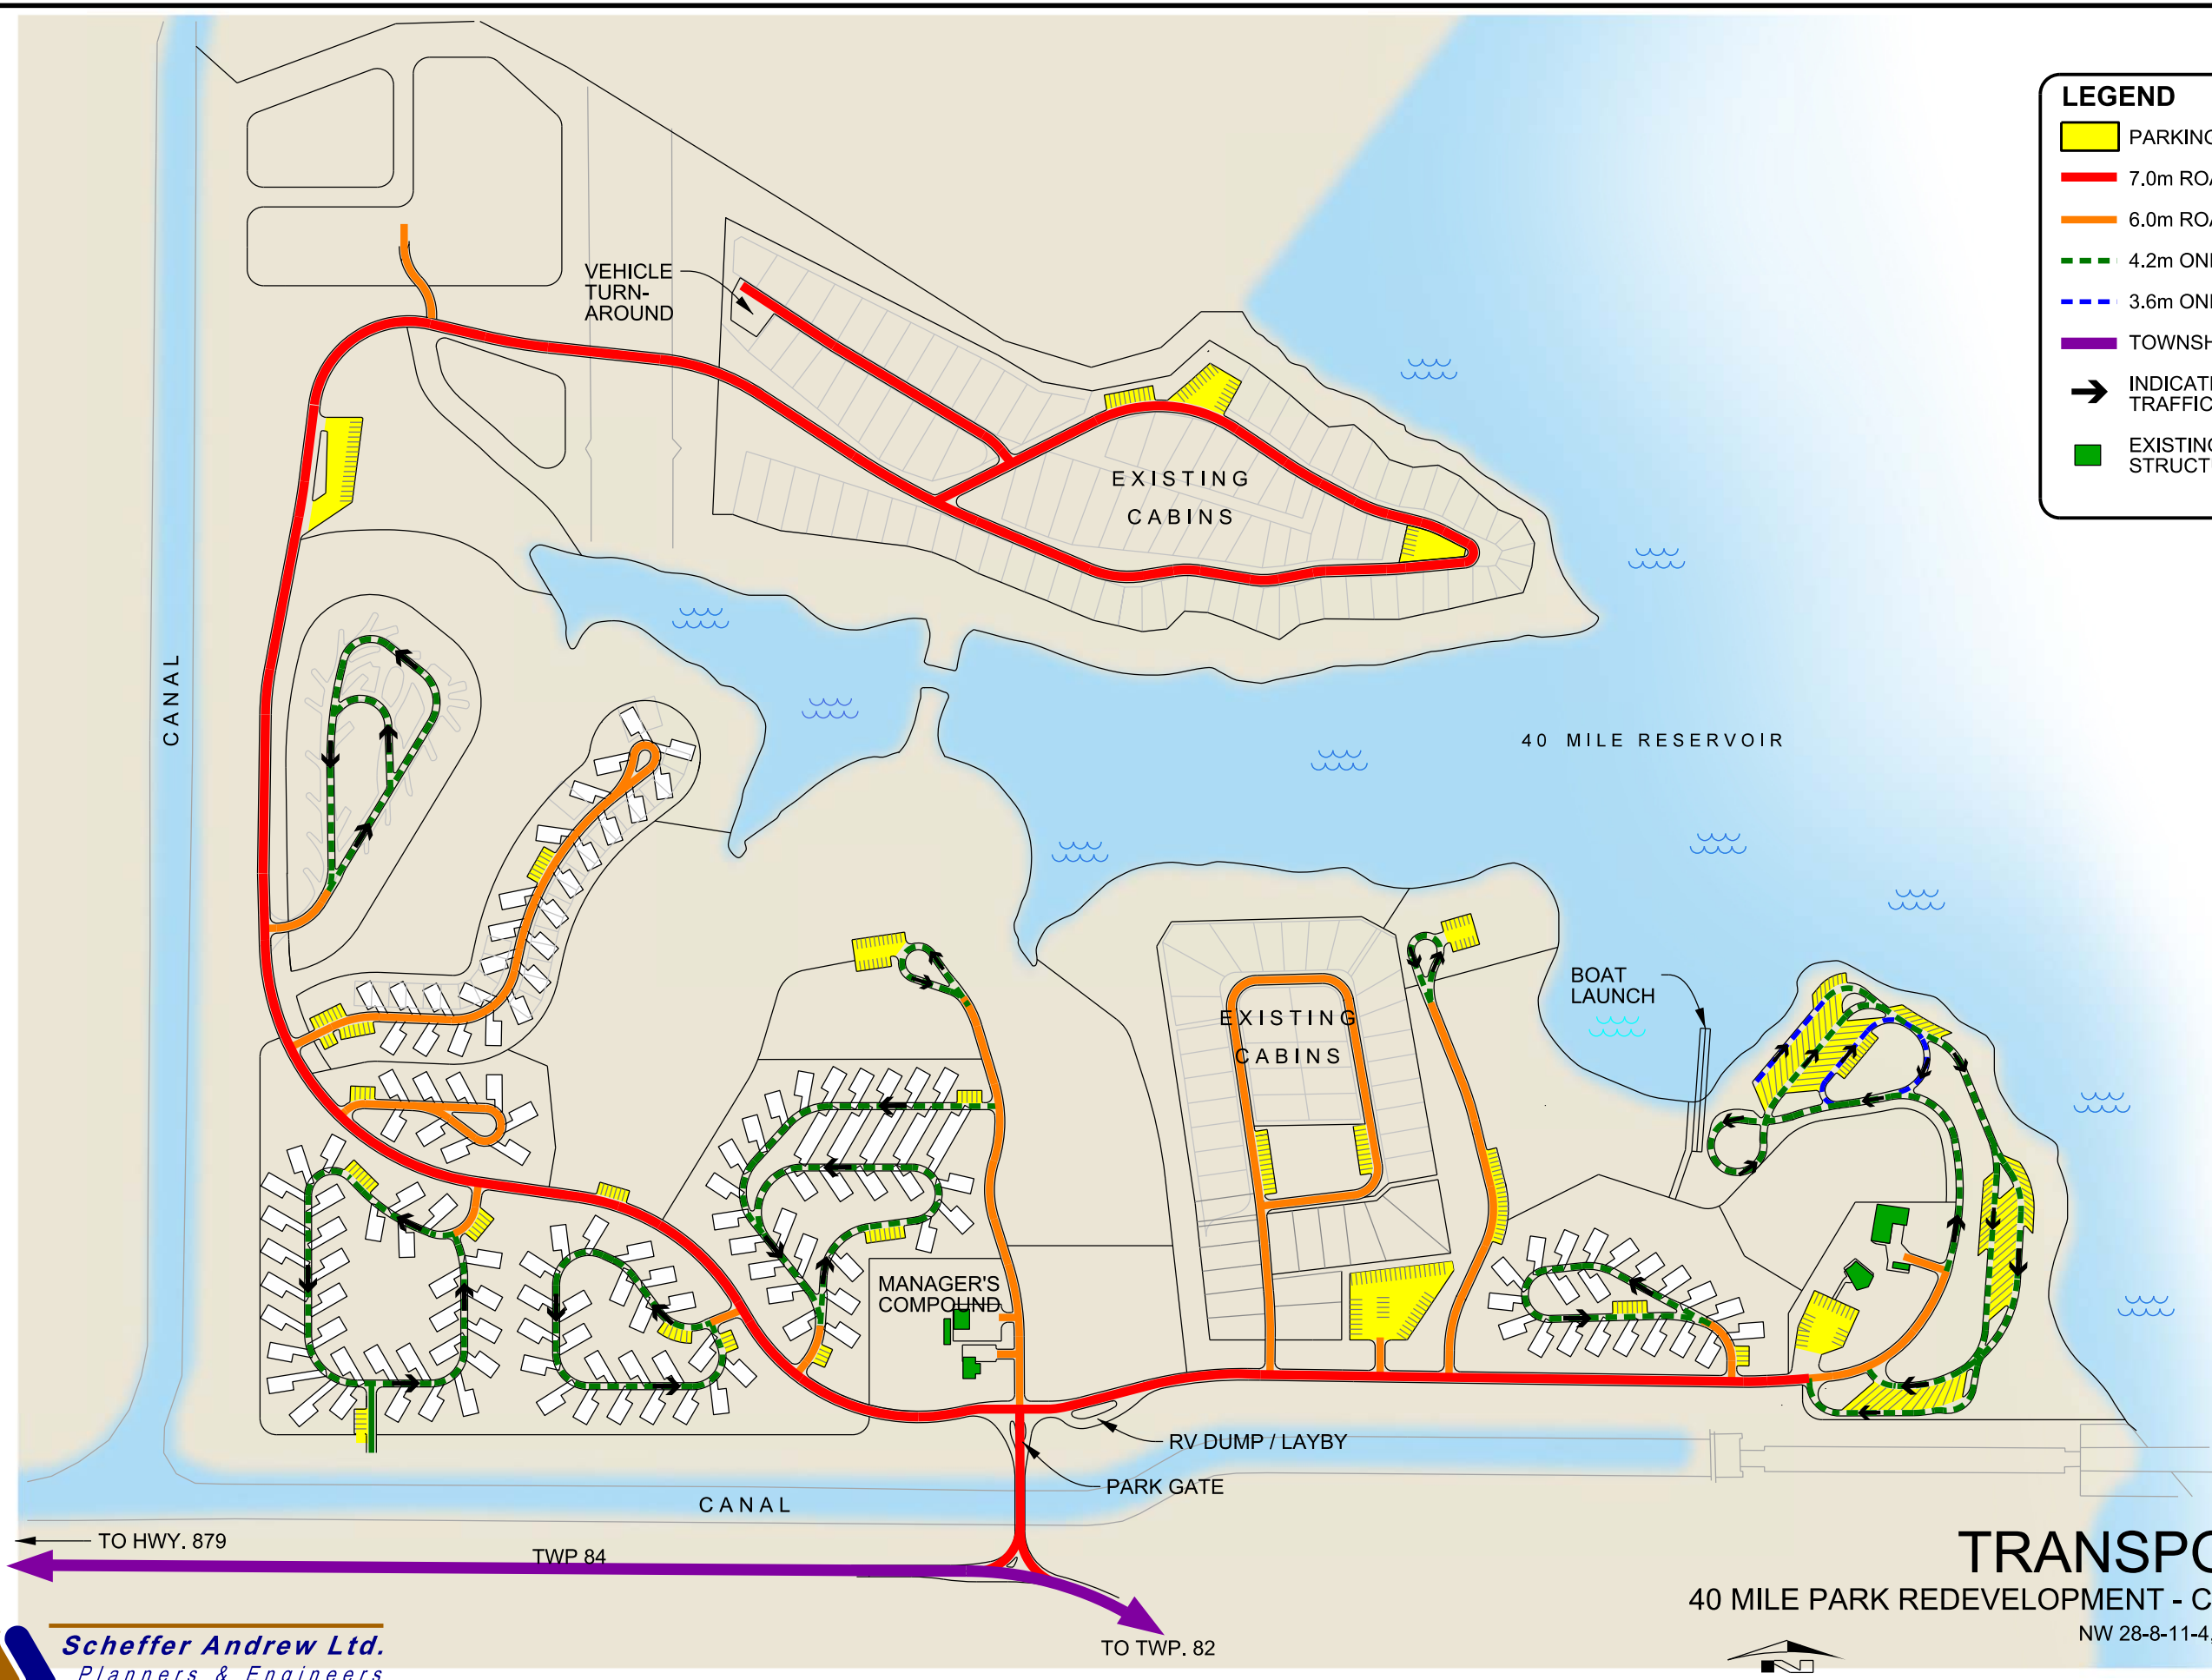 LEGEND
PARKING
7.0m ROA
6.0m ROA
4.2m ONE
3.6m ONE
TOWNSH
INDICATE
TRAFFIC
EXISTING
STRUCT
VEHICLE
TURN-
AROUND
EXISTING
CABINS
CANAL
40 MILE RESERVOIR
BOAT
LAUNCH
EXISTING
CABINS
MANAGER'S
COMPOUND
RV DUMP / LAYBY
PARK GATE
CANAL
TO HWY. 879
TWP 84
TO TWP. 82
TRANSPO
40 MILE PARK REDEVELOPMENT - C
NW 28-8-11-4
Scheffer Andrew Ltd.
Planners & Engineers